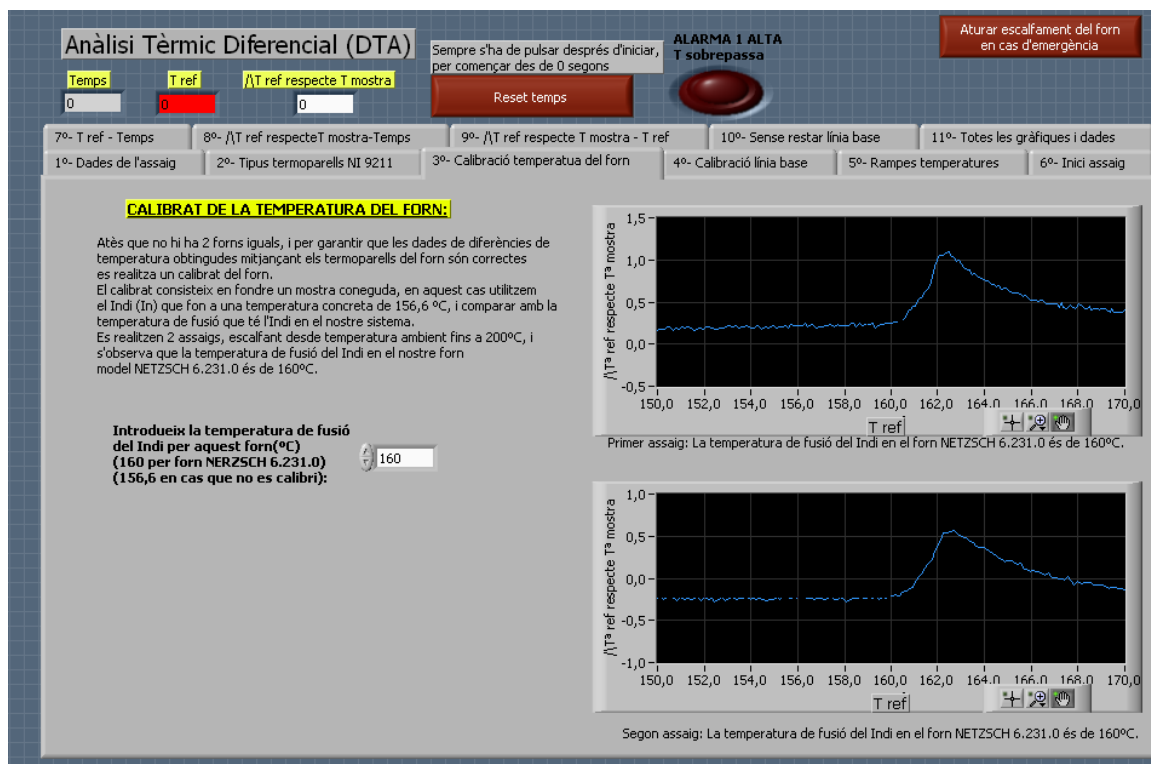 Anàlisi Tèrmic Diferencial (DTA)
Sempre s'ha de pulsar després d'iniciar,
per començar des de 0 segons
ALARMA 1 ALTA
T sobrepassa
Aturar escalfament del forn
en cas d'emergència
Temps
T ref
/\T ref respecte T mostra
0
0
0
Reset temps
7º- T ref - Temps
8º- /\T ref respecteT mostra-Temps
9º- /\T ref respecte T mostra - T ref
10º- Sense restar línia base
11º- Totes les gràfiques i dades
1º- Dades de l'assaig
2º- Tipus termoparells NI 9211
3º- Calibració temperatua del forn
4º- Calibració línia base
5º- Rampes temperatures
6º- Inici assaig
CALIBRAT DE LA TEMPERATURA DEL FORN:
Atès que no hi ha 2 forns iguals, i per garantir que les dades de diferències de
temperatura obtingudes mitjançant els termoparells del forn són correctes
es realitza un calibrat del forn.
El calibrat consisteix en fondre un mostra coneguda, en aquest cas utilitzem
el Indi (In) que fon a una temperatura concreta de 156,6 ºC, i comparar amb la
temperatura de fusió que té l'Indi en el nostre sistema.
Es realitzen 2 assaigs, escalfant desde temperatura ambient fins a 200ºC, i
s'observa que la temperatura de fusió del Indi en el nostre forn
model NETZSCH 6.231.0 és de 160ºC.
Introdueix la temperatura de fusió
del Indi per aquest forn(ºC)
(160 per forn NERZSCH 6.231.0)
(156,6 en cas que no es calibri):
160
/\Tª ref respecte Tª mostra
1,5
1,0
0,5
0,0
-0,5
150,0 152,0 154,0 156,0 158,0 160,0 162,0 164,0 166,0 168,0 170,0
T ref
Primer assaig: La temperatura de fusió del Indi en el forn NETZSCH 6.231.0 és de 160ºC.
/\Tª ref respecte Tª mostra
1,0
0,5
0,0
-0,5
-1,0
150,0 152,0 154,0 156,0 158,0 160,0 162,0 164,0 166,0 168,0 170,0
T ref
Segon assaig: La temperatura de fusió del Indi en el forn NETZSCH 6.231.0 és de 160ºC.